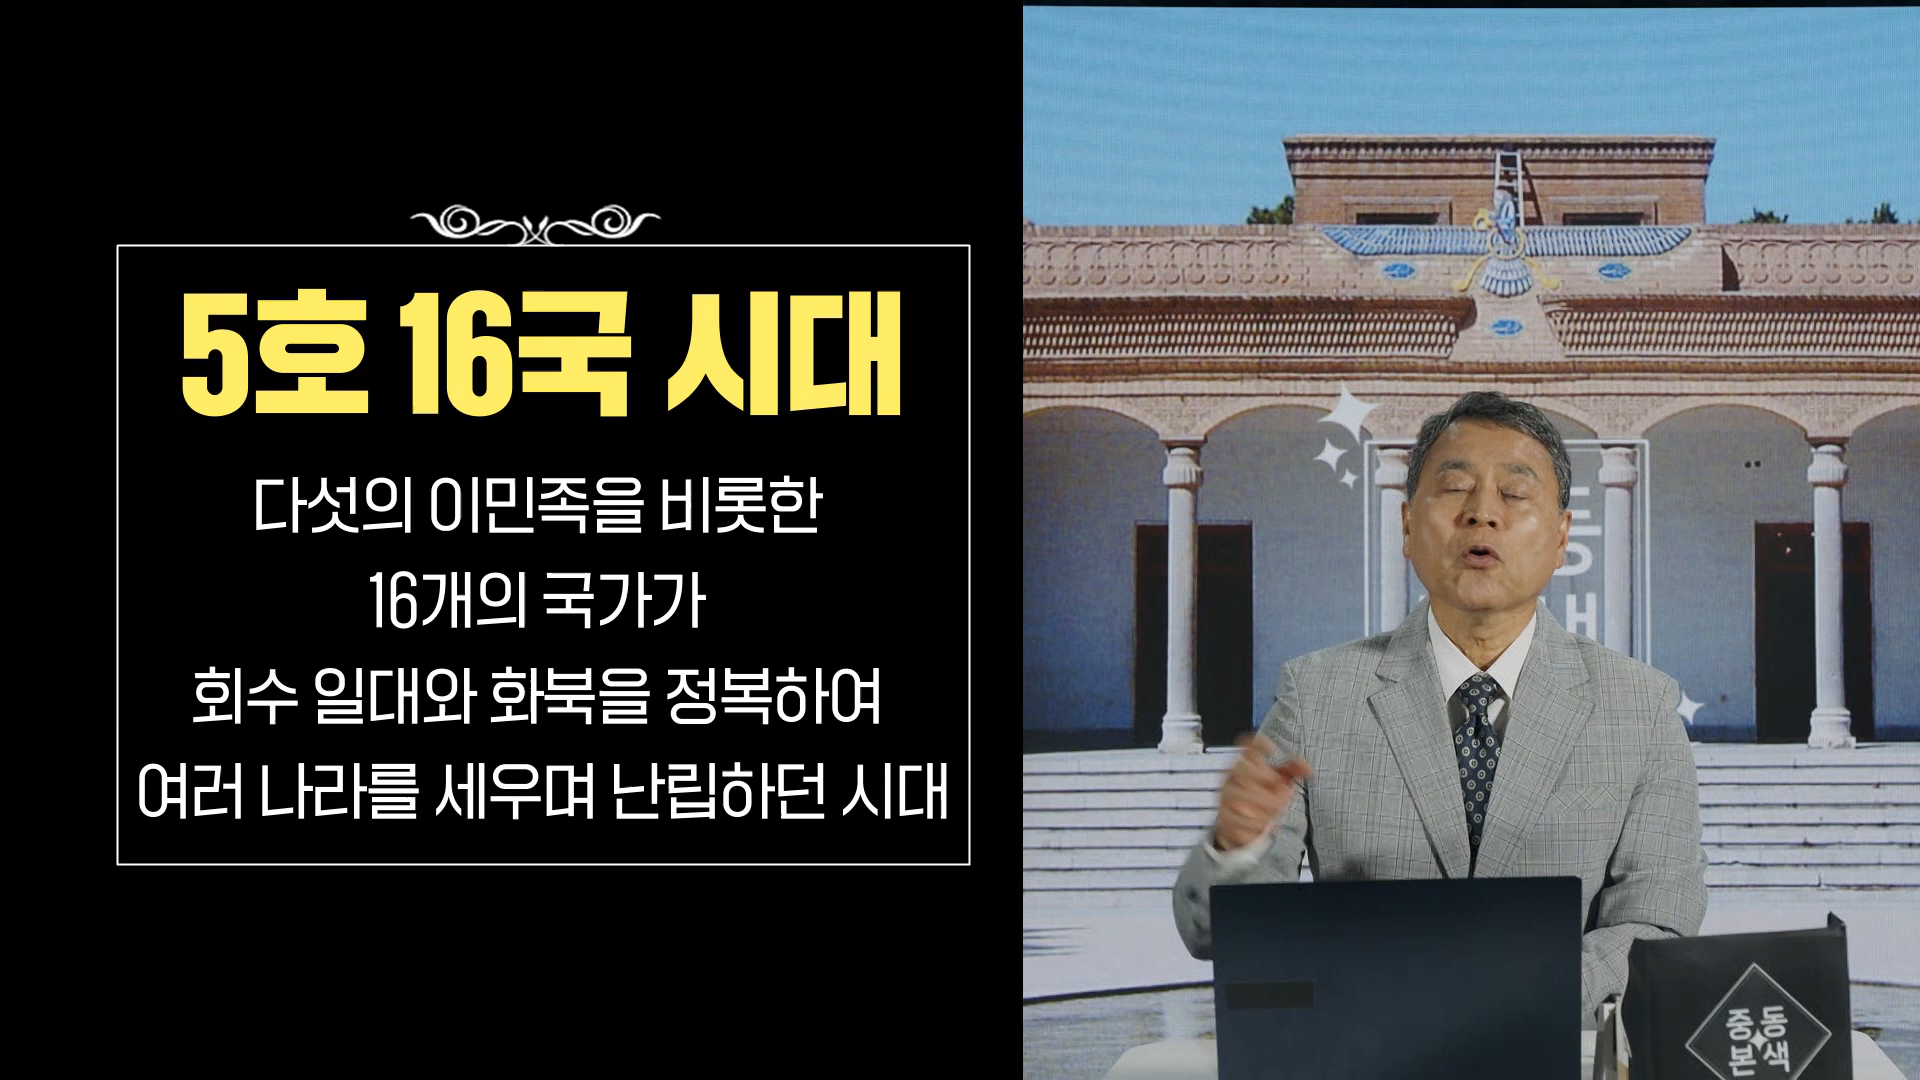 5호 16국 시대
다섯의 이민족을 비롯한
16개의 국가가
회수 일대와 화북을 정복하여
여러 나라를 세우며 난립하던 시대
중동
본색